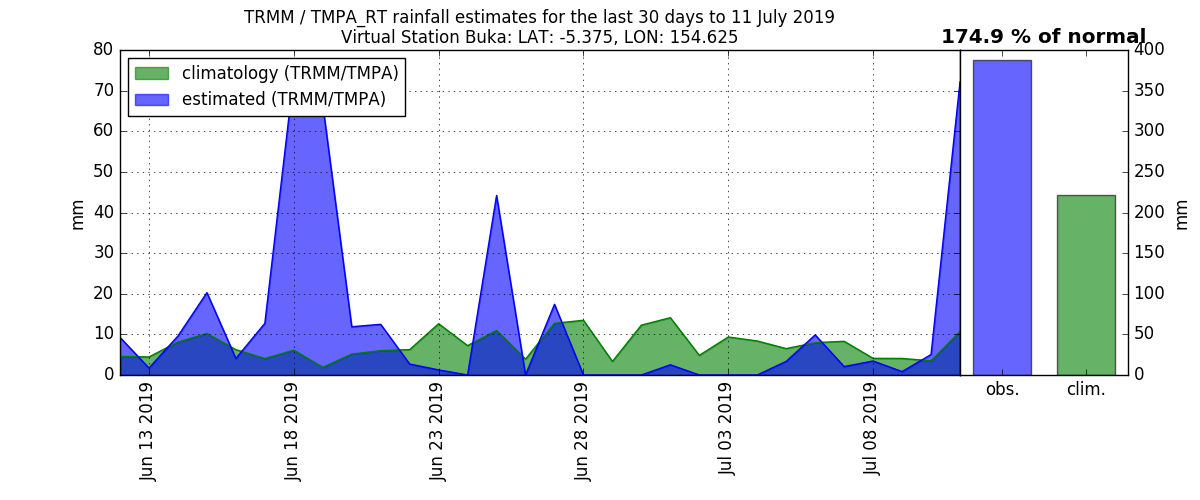 TRMM / TMPA_RT rainfall estimates for the last 30 days to 11 July 2019
Virtual Station Buka: LAT: -5.375, LON: 154.625
174.9 % of normal
climatology (TRMM/TMPA)
estimated (TRMM/TMPA)
80
70
60
50
40
30
20
10
0
mm
400
350
300
250
200
150
100
50
0
mm
Jun 13 2019
Jun 18 2019
Jun 23 2019
Jun 28 2019
Jul 03 2019
Jul 08 2019
obs.
clim.